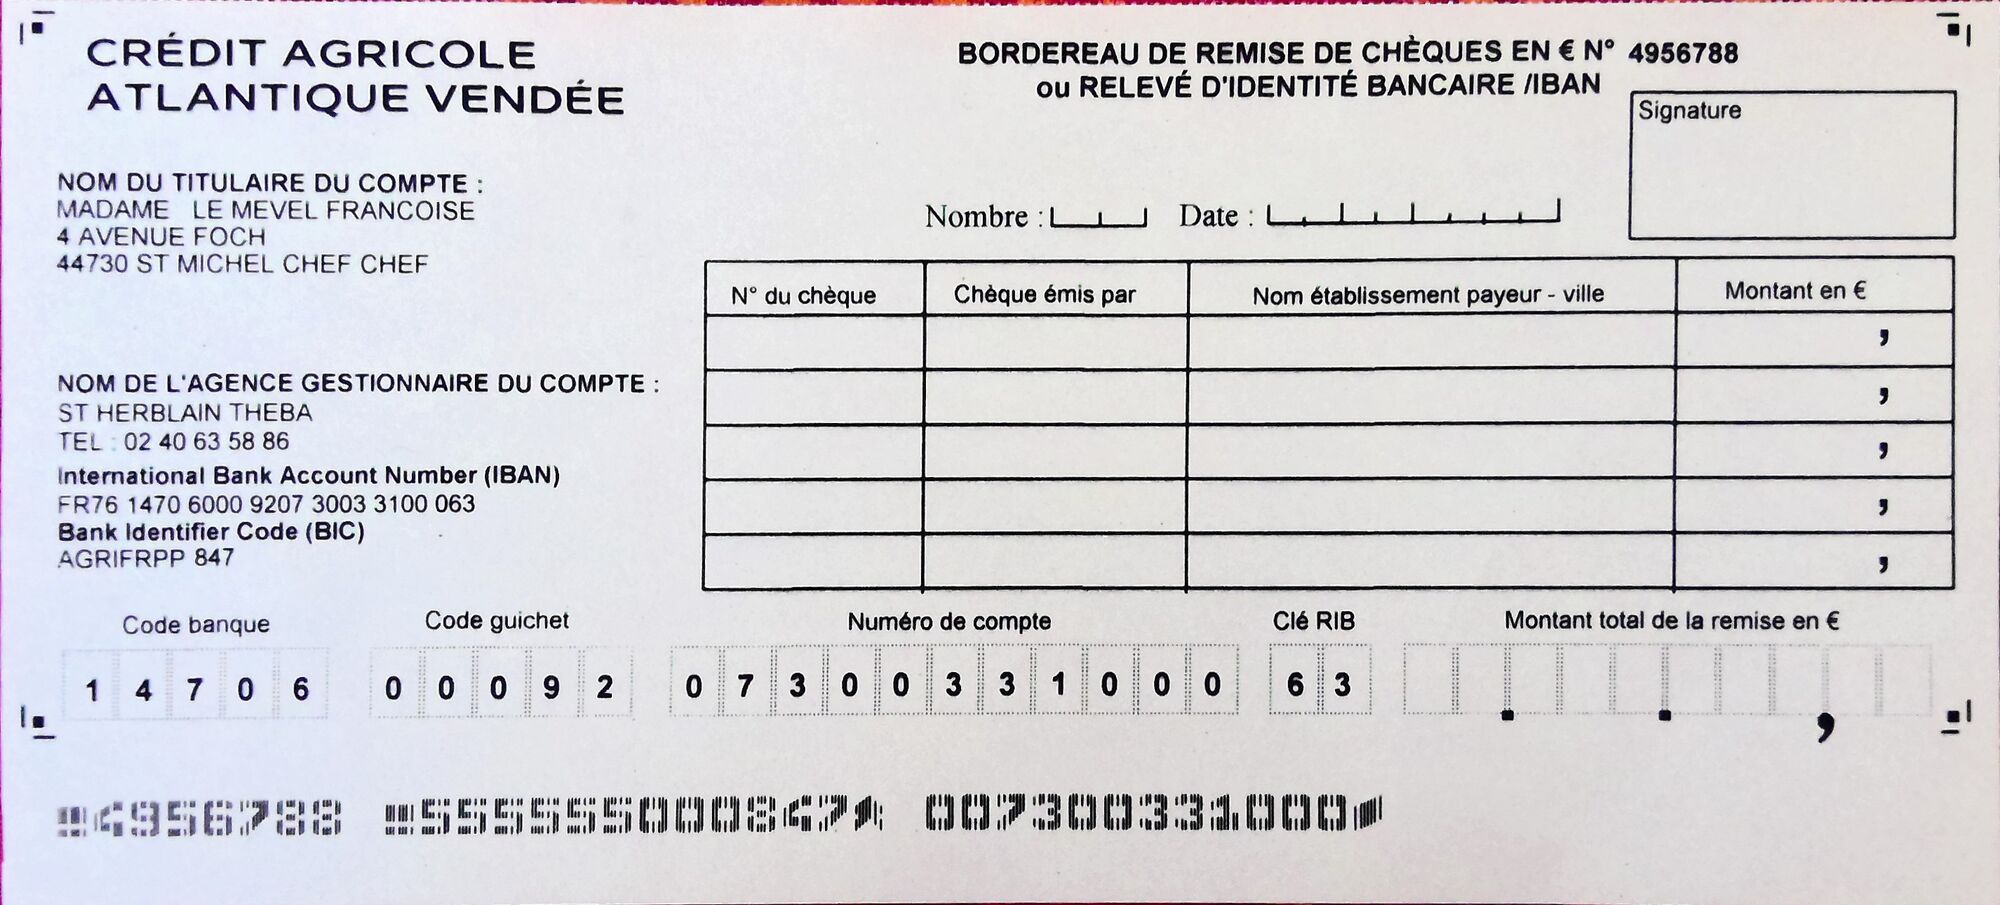 CRÉDIT AGRICOLE
ATLANTIQUE VENDÉE
BORDEREAU DE REMISE DE CHÈQUES EN € N° 4956788
ou RELEVÉ D'IDENTITÉ BANCAIRE /IBAN
Signature
NOM DU TITULAIRE DU COMPTE :
MADAME LE MEVEL FRANCOISE
4 AVENUE FOCH
44730 ST MICHEL CHEF CHEF
Nombre : Date :
N° du chèque Chèque émis par Nom établissement payeur - ville Montant en €
,
,
,
,
,
NOM DE L'AGENCE GESTIONNAIRE DU COMPTE :
ST HERBLAIN THEBA
TEL : 02 40 63 58 86
International Bank Account Number (IBAN)
FR76 1470 6000 9207 3003 3100 063
Bank Identifier Code (BIC)
AGRIFRPP 847
Code banque Code guichet Numéro de compte Clé RIB Montant total de la remise en €
1 4 7 0 6 0 0 0 9 2 0 7 3 0 0 3 3 1 0 0 0 6 3 . . ,
4956788 555555000847 007300331000